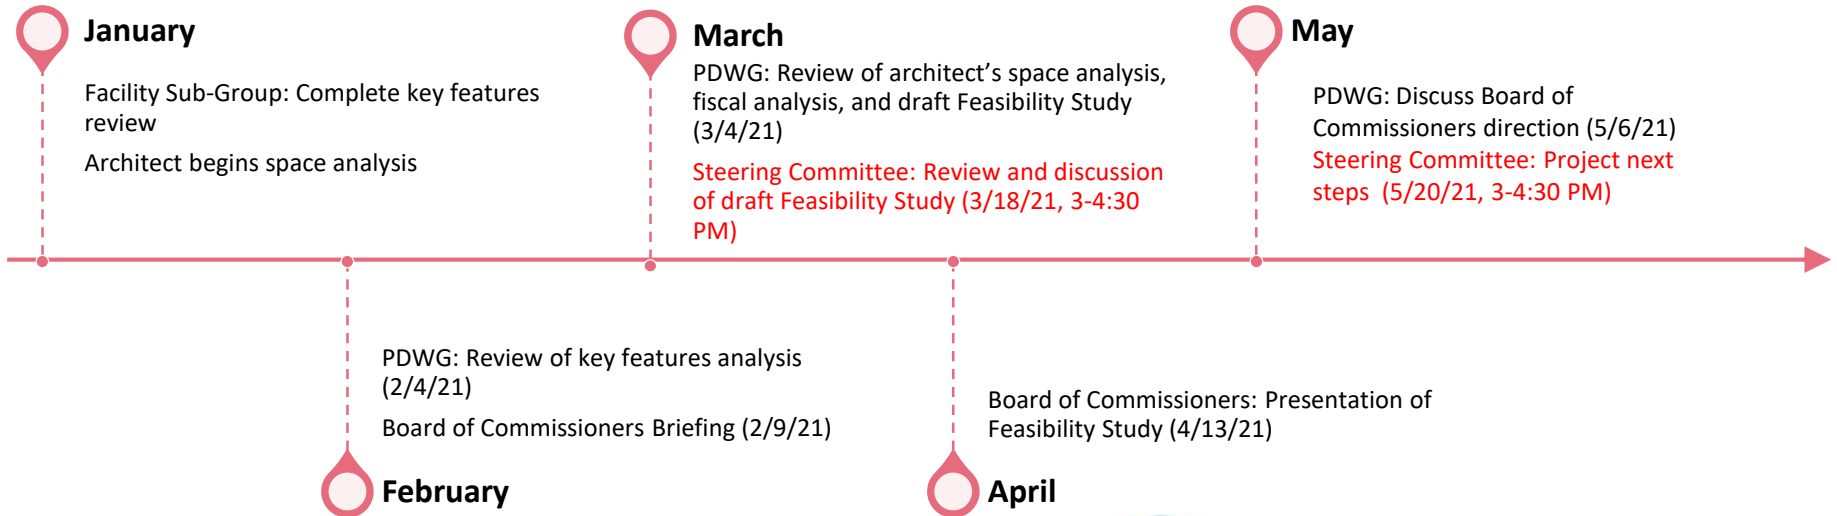 January
Facility Sub-Group: Complete key features
review
Architect begins space analysis
PDWG: Review of key features analysis
(2/4/21)
Board of Commissioners Briefing (2/9/21)
February
March
PDWG: Review of architect’s space analysis,
fiscal analysis, and draft Feasibility Study
(3/4/21)
Steering Committee: Review and discussion
of draft Feasibility Study (3/18/21, 3-4:30
PM)
Board of Commissioners: Presentation of
Feasibility Study (4/13/21)
April
May
PDWG: Discuss Board of
Commissioners direction (5/6/21)
Steering Committee: Project next
steps  (5/20/21, 3-4:30 PM)